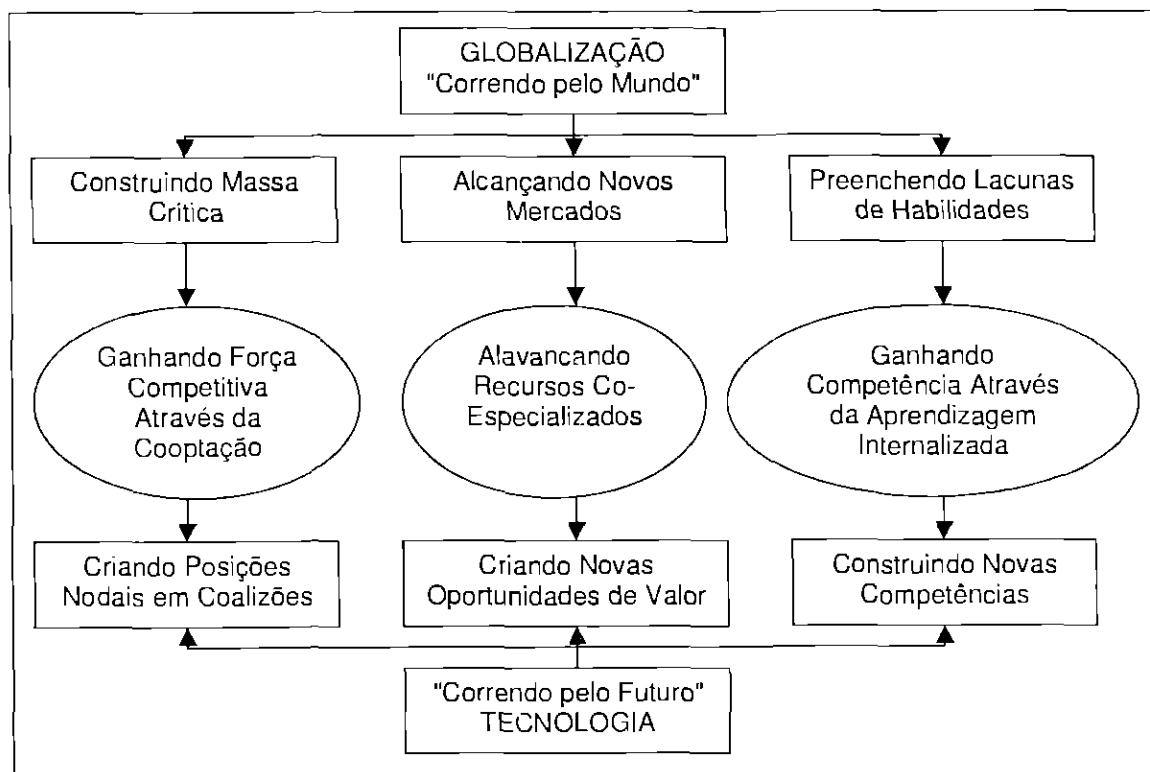 GLOBALIZAÇÃO
"Correndo pelo Mundo"
Construindo Massa
Crítica
Alcançando Novos
Mercados
Preenchendo Lacunas
de Habilidades
Ganhando Força
Competitiva
Através da
Cooptação
Alavancando
Recursos Co-
Especializados
Ganhando
Competência Através
da Aprendizagem
Internalizada
Criando Posições
Nodais em Coalizões
Criando Novas
Oportunidades de Valor
Construindo Novas
Competências
"Correndo pelo Futuro"
TECNOLOGIA